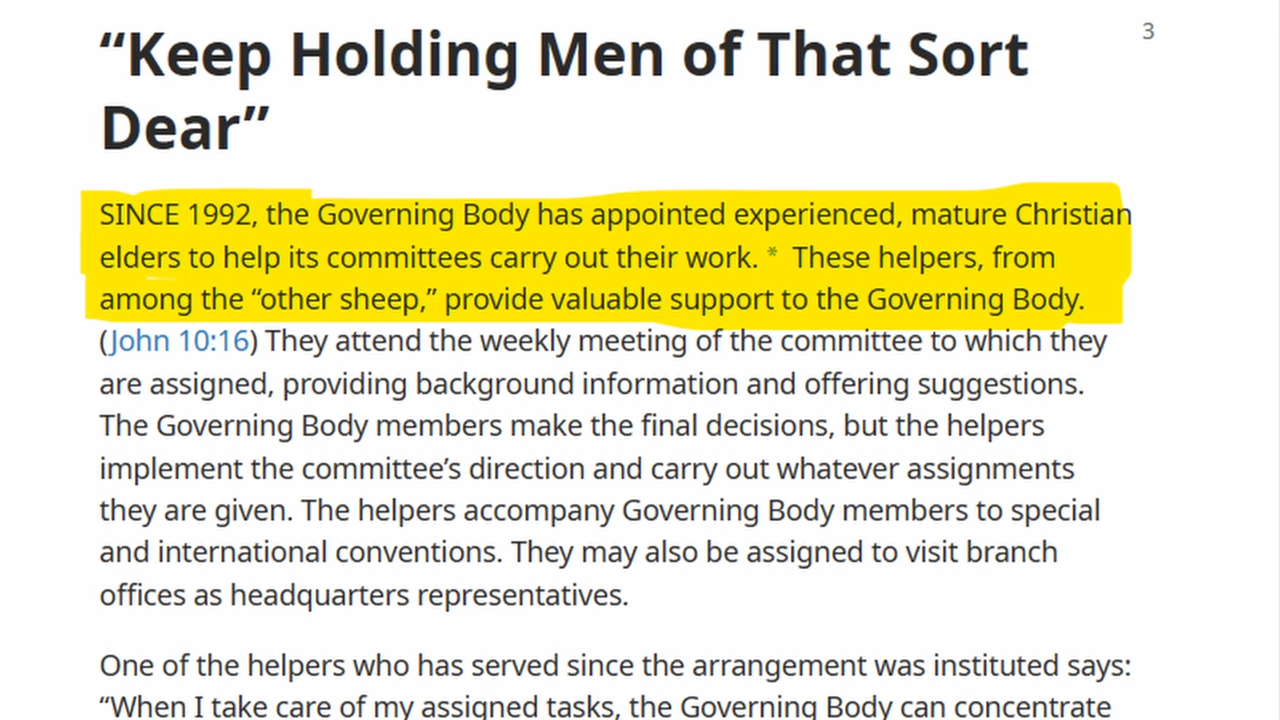 3
“Keep Holding Men of That Sort
Dear”
SINCE 1992, the Governing Body has appointed experienced, mature Christian
elders to help its committees carry out their work. * These helpers, from
among the “other sheep,” provide valuable support to the Governing Body.
(John 10:16) They attend the weekly meeting of the committee to which they
are assigned, providing background information and offering suggestions.
The Governing Body members make the final decisions, but the helpers
implement the committee’s direction and carry out whatever assignments
they are given. The helpers accompany Governing Body members to special
and international conventions. They may also be assigned to visit branch
offices as headquarters representatives.
One of the helpers who has served since the arrangement was instituted says:
“When I take care of my assigned tasks, the Governing Body can concentrate